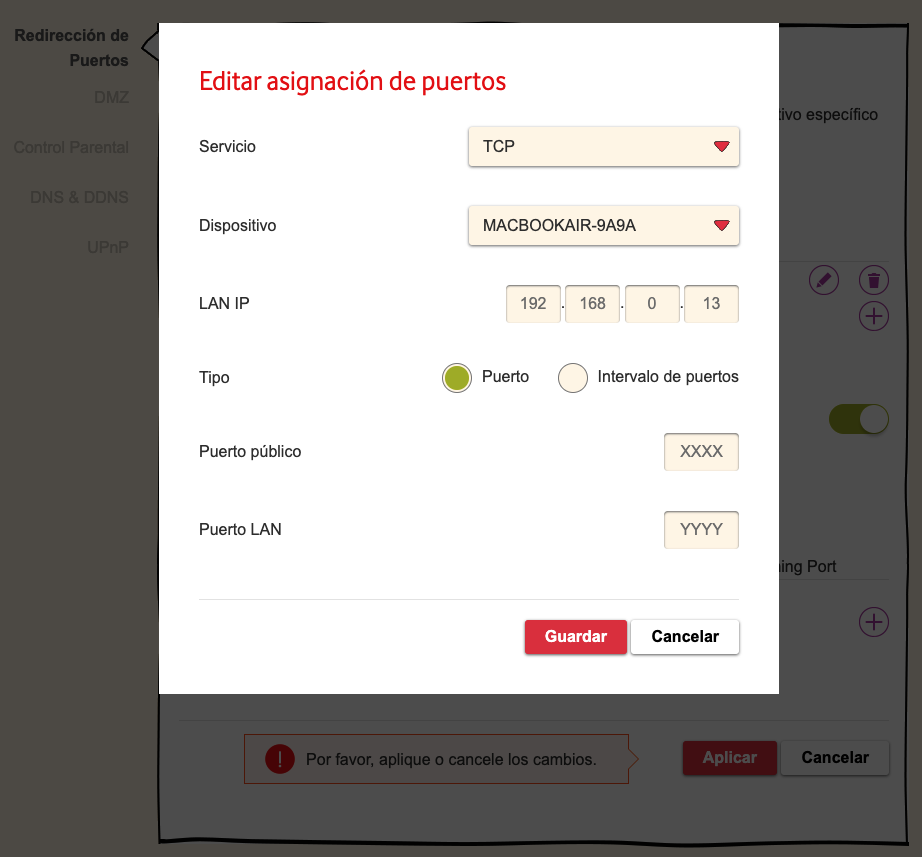 Redirección de
Puertos
DMZ
Control Parental
DNS & DDNS
UPnP
Editar asignación de puertos
Servicio
TCP
Dispositivo
MACBOOKAIR-9A9A
LAN IP
192.168.0.13
Tipo
Puerto
Intervalo de puertos
Puerto público
XXXX
Puerto LAN
YYYY
Guardar
Cancelar
específico
Port
! Por favor, aplique o cancele los cambios.
Aplicar
Cancelar